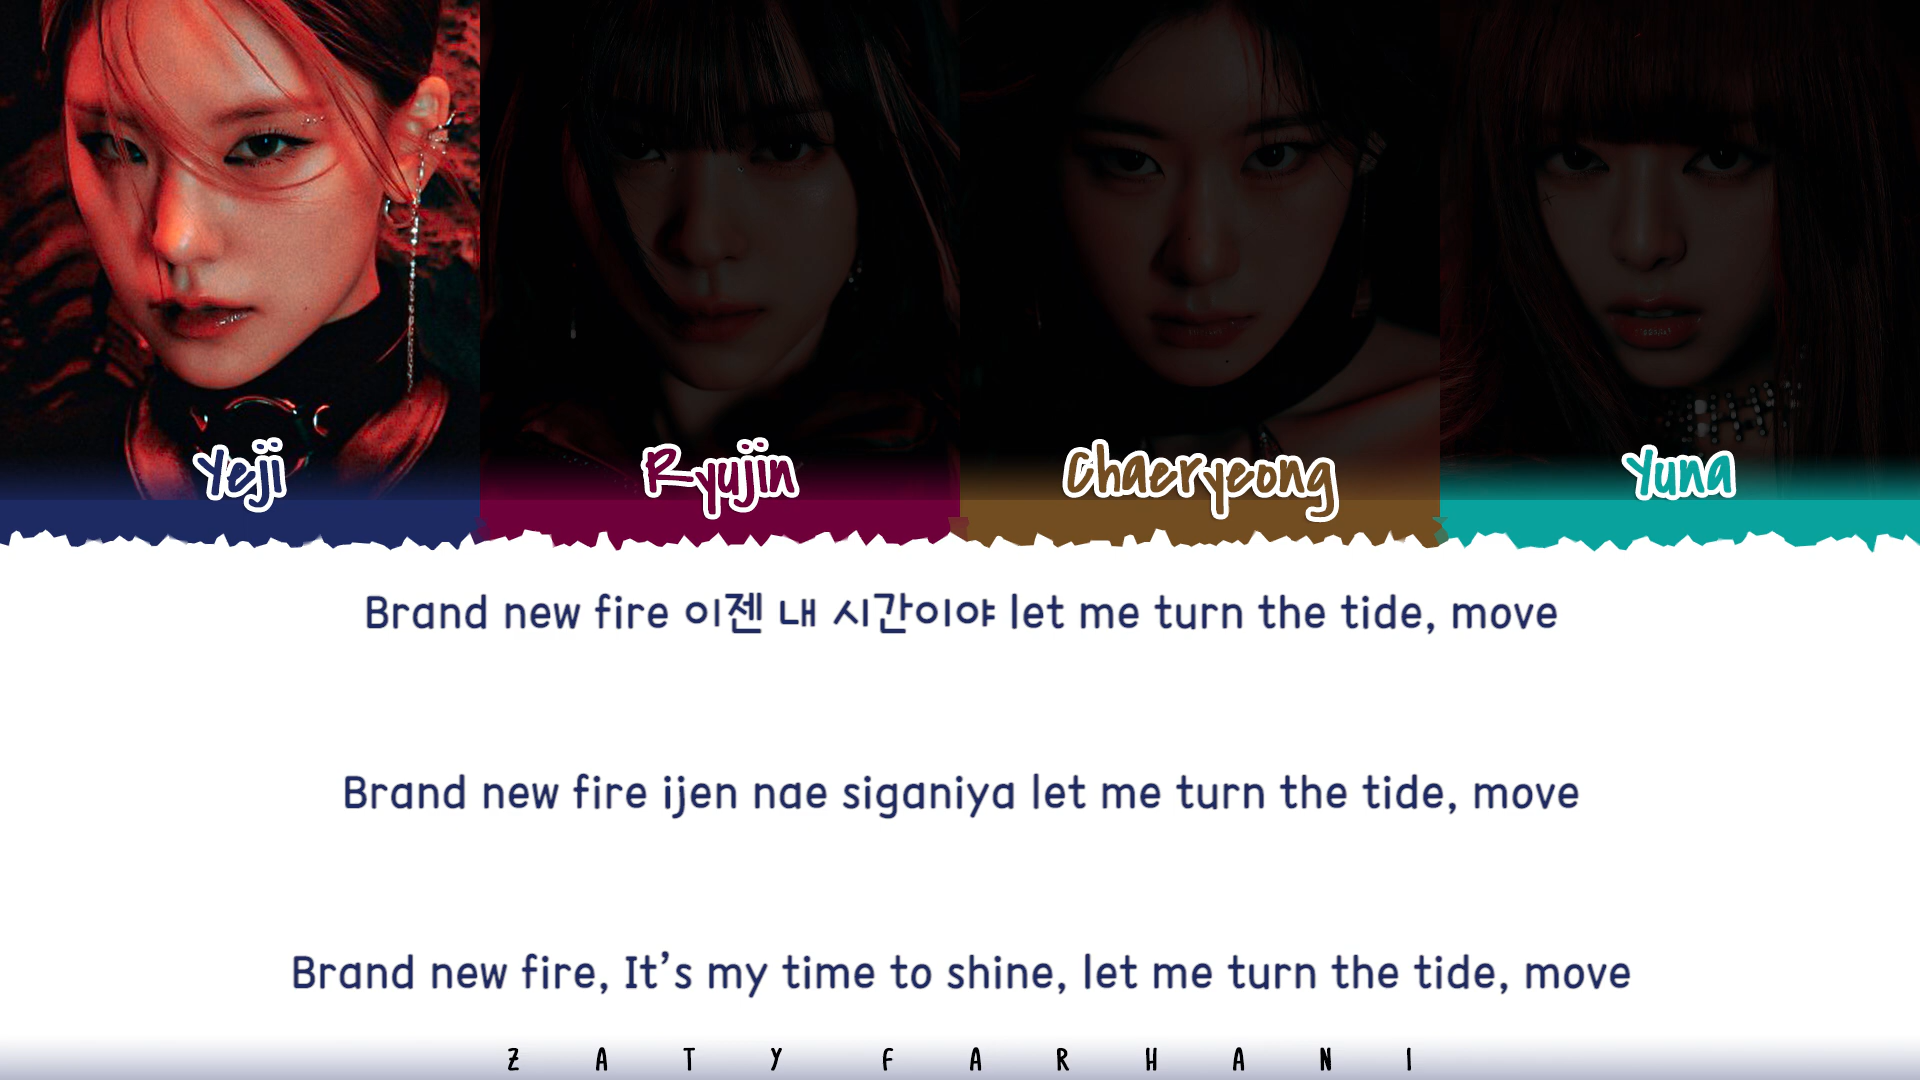 Yeji Ryujin Chaeryeong Yuna
Brand new fire 이젠 내 시간이야 let me turn the tide, move
Brand new fire ijen nae siganiya let me turn the tide, move
Brand new fire, It’s my time to shine, let me turn the tide, move
ZATY FARHANI